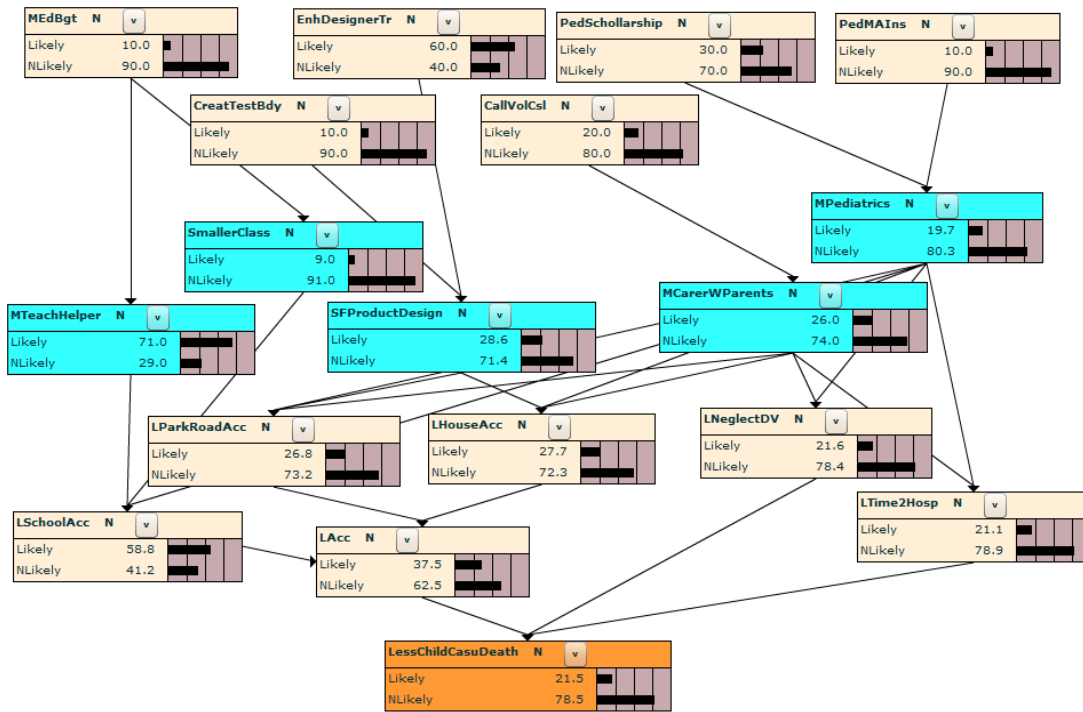 MEdBgt N v
Likely 10.0
NLikely 90.0
EnhDesignerTr N v
Likely 60.0
NLikely 40.0
PedSchollarship N v
Likely 30.0
NLikely 70.0
PedMAIns N v
Likely 10.0
NLikely 90.0
CreatTestBdy N v
Likely 10.0
NLikely 90.0
CallVolCsl N v
Likely 20.0
NLikely 80.0
MPediatrics N v
Likely 19.7
NLikely 80.3
SmallerClass N v
Likely 9.0
NLikely 91.0
MCarerWParents N v
Likely 26.0
NLikely 74.0
MTeachHelper N v
Likely 71.0
NLikely 29.0
SFProductDesign N v
Likely 28.6
NLikely 71.4
LParkRoadAcc N v
Likely 26.8
NLikely 73.2
LHouseAcc N v
Likely 27.7
NLikely 72.3
LNeglectDV N v
Likely 21.6
NLikely 78.4
LTime2Hosp N v
Likely 21.1
NLikely 78.9
LSchoolAcc N v
Likely 58.8
NLikely 41.2
LAcc N v
Likely 37.5
NLikely 62.5
LessChildCasuDeath N v
Likely 21.5
NLikely 78.5